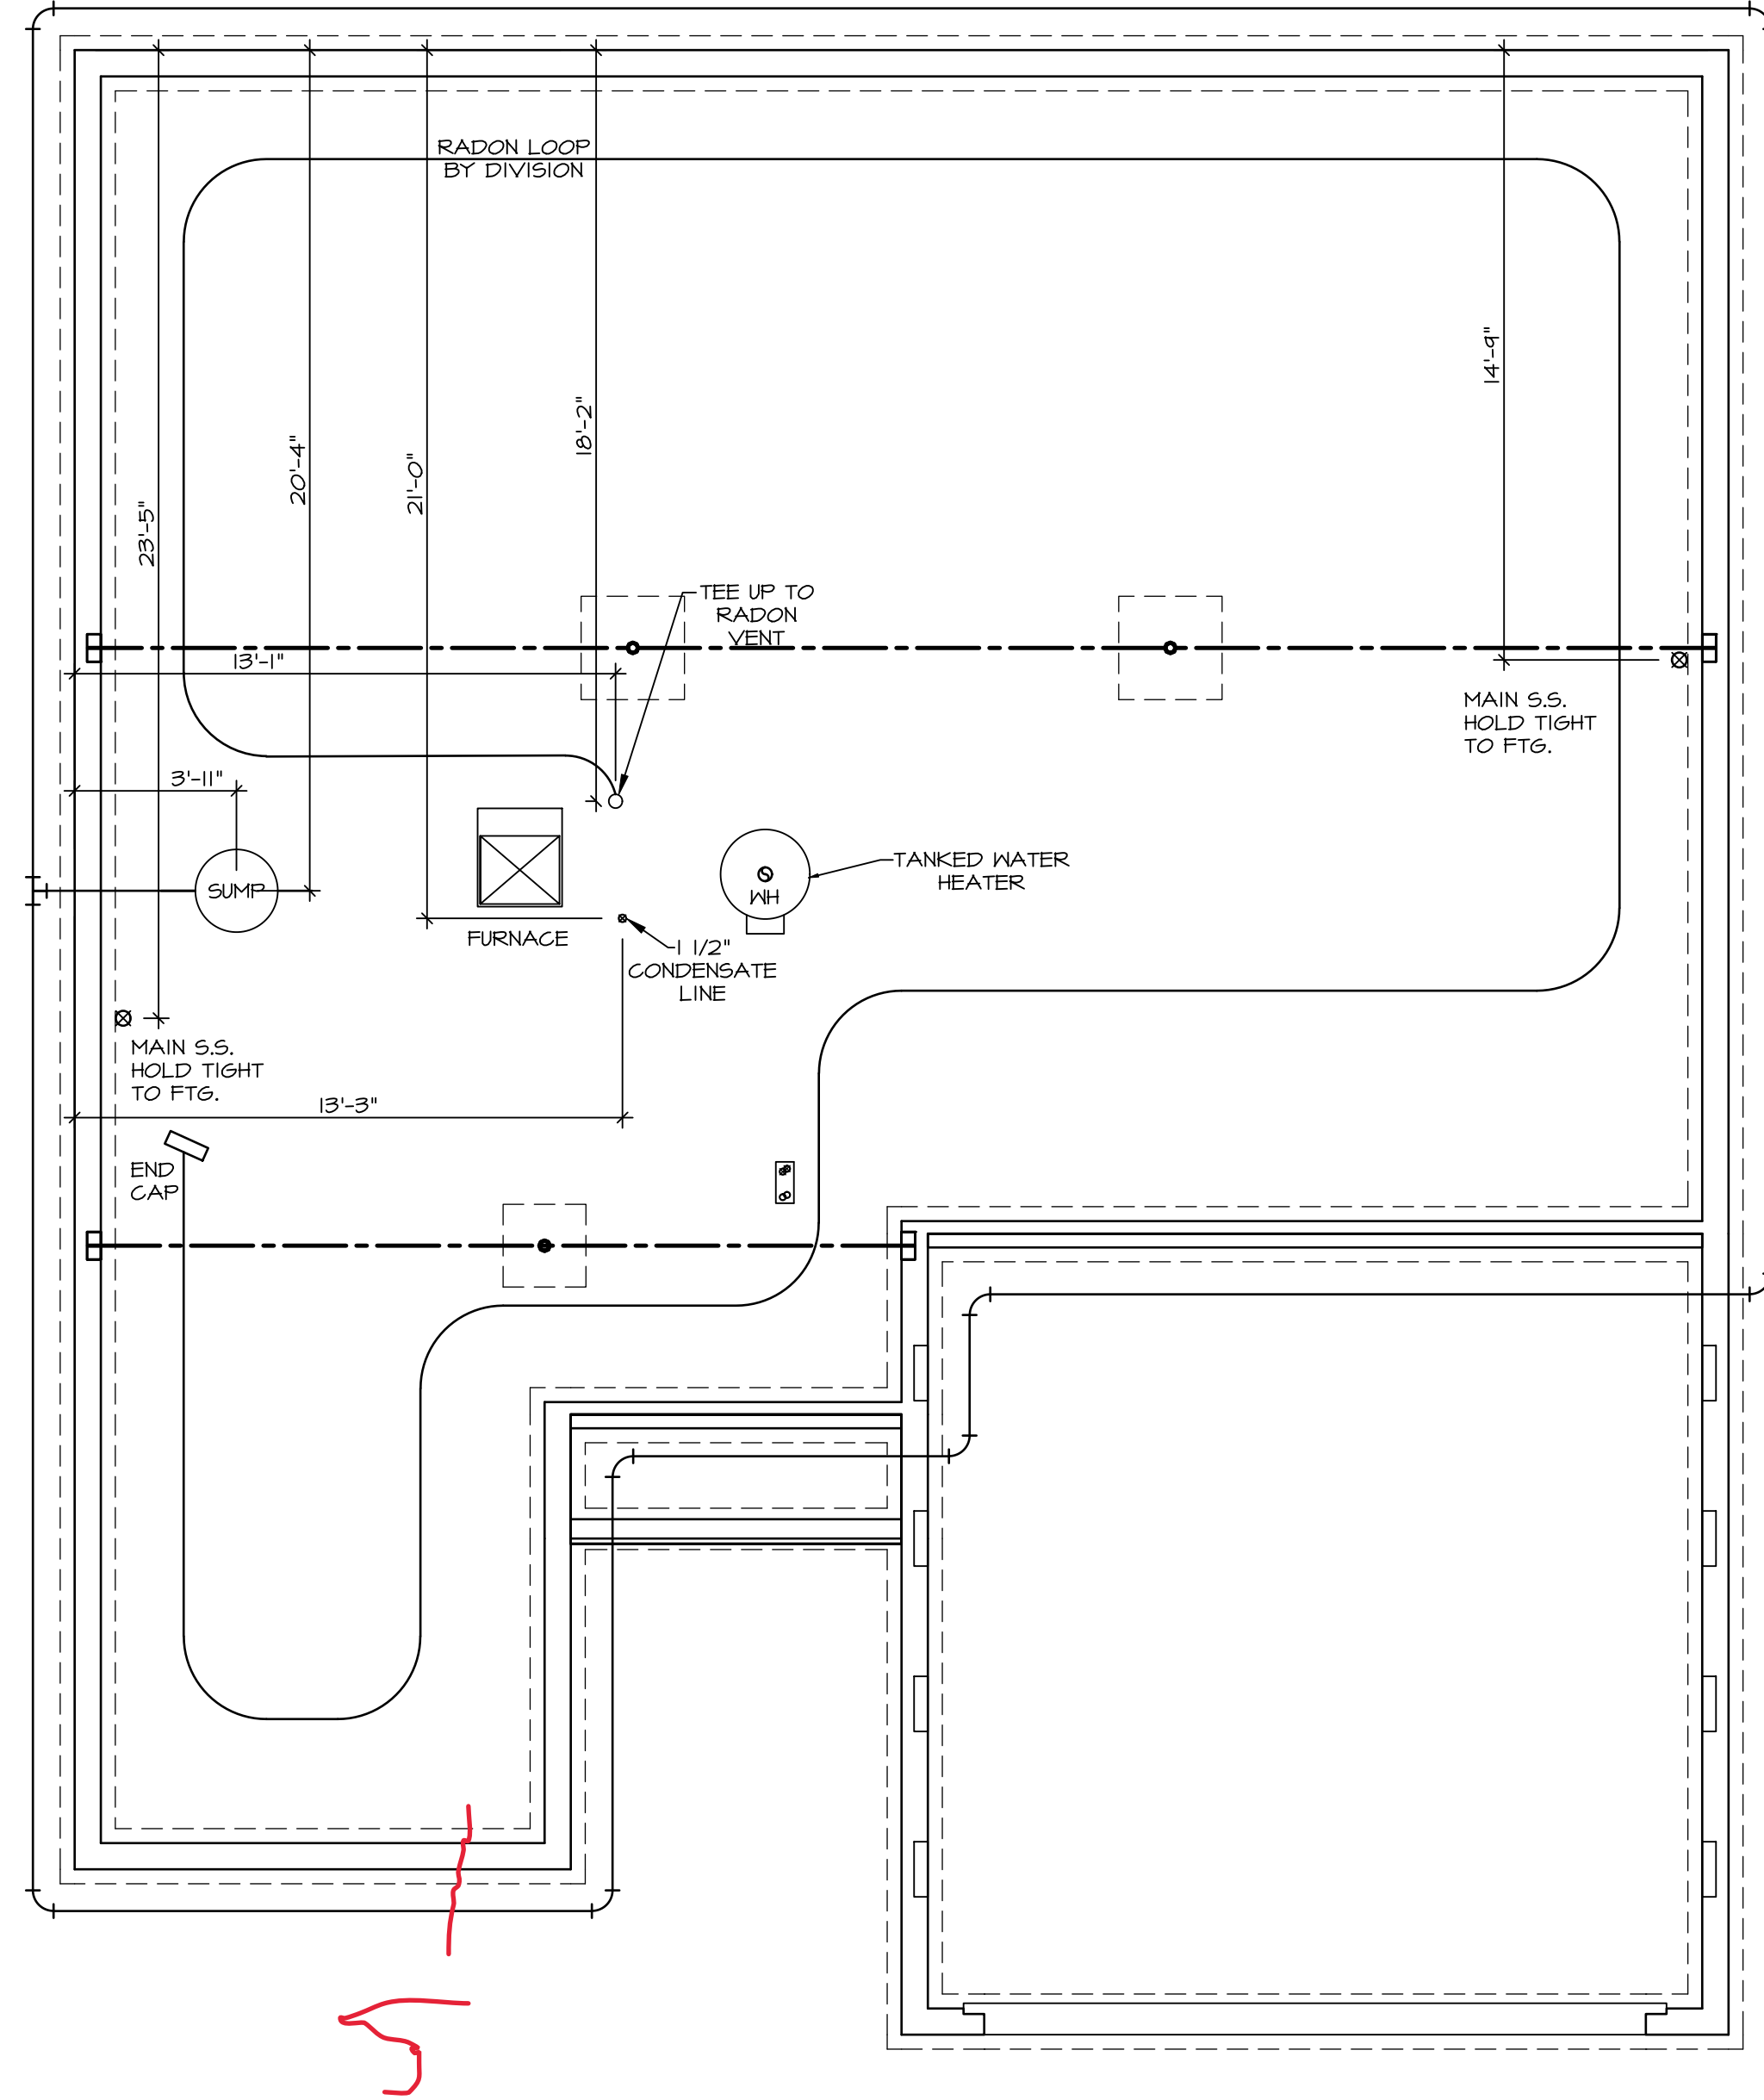 RADON LOOP
BY DIVISION
14'-9"
18'-2"
20'-4"
21'-0"
23'-5"
TEE UP TO
RADON
VENT
13'-1"
MAIN S.S.
HOLD TIGHT
TO FTG.
3'-11"
SUMP
WH
TANKED WATER
HEATER
FURNACE
1 1/2"
CONDENSATE
LINE
MAIN S.S.
HOLD TIGHT
TO FTG.
13'-3"
END
CAP
5